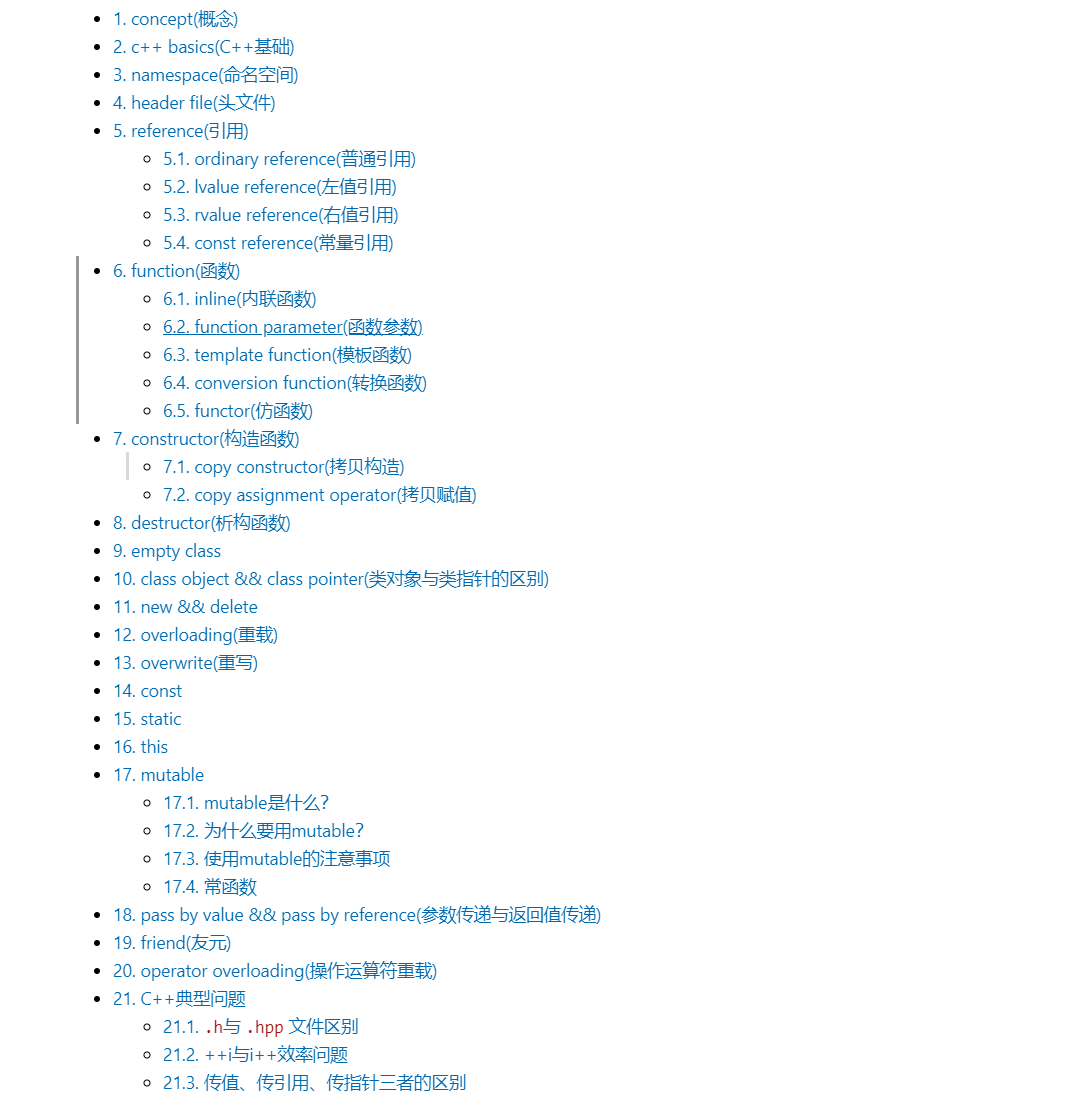 1. concept(概念)
2. c++ basics(C++基础)
3. namespace(命名空间)
4. header file(头文件)
5. reference(引用)
5.1. ordinary reference(普通引用)
5.2. lvalue reference(左值引用)
5.3. rvalue reference(右值引用)
5.4. const reference(常量引用)
6. function(函数)
6.1. inline(内联函数)
6.2. function parameter(函数参数)
6.3. template function(模板函数)
6.4. conversion function(转换函数)
6.5. functor(仿函数)
7. constructor(构造函数)
7.1. copy constructor(拷贝构造)
7.2. copy assignment operator(拷贝赋值)
8. destructor(析构函数)
9. empty class
10. class object && class pointer(类对象与类指针的区别)
11. new && delete
12. overloading(重载)
13. overwrite(重写)
14. const
15. static
16. this
17. mutable
17.1. mutable是什么?
17.2. 为什么要用mutable?
17.3. 使用mutable的注意事项
17.4. 常函数
18. pass by value && pass by reference(参数传递与返回值传递)
19. friend(友元)
20. operator overloading(操作运算符重载)
21. C++典型问题
21.1. .h与 .hpp 文件区别
21.2. ++i与i++效率问题
21.3. 传值、传引用、传指针三者的区别